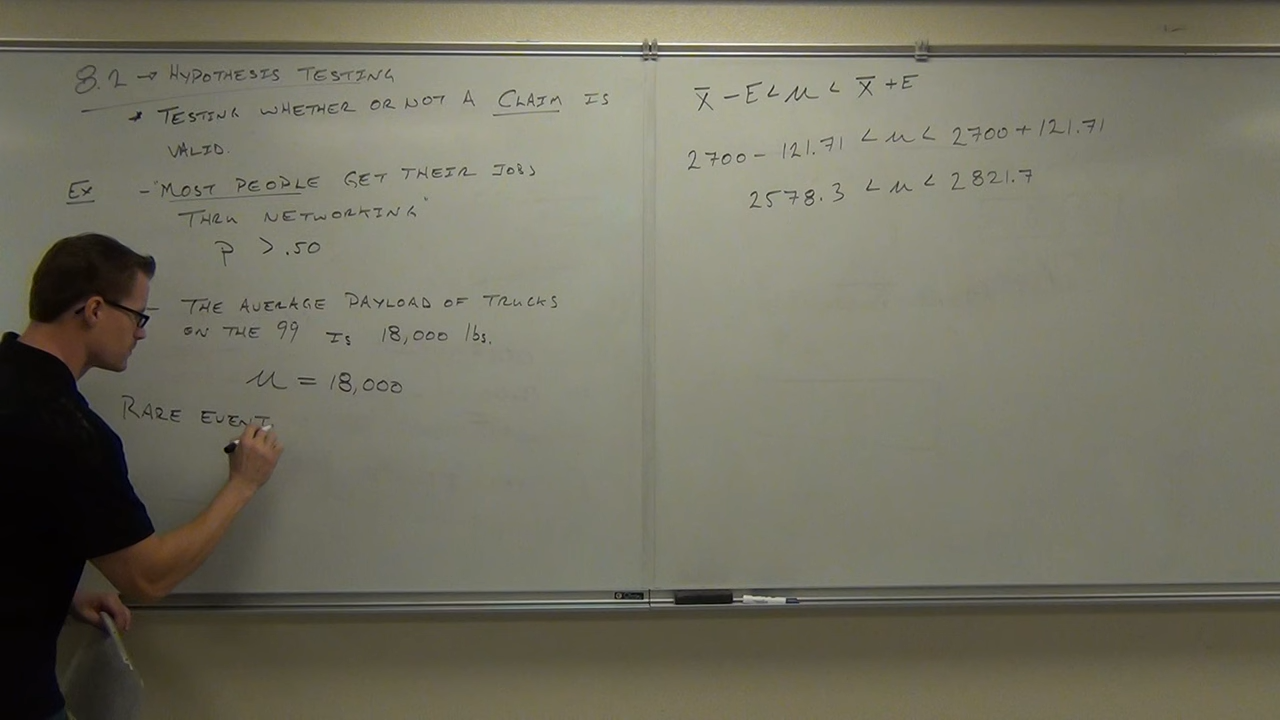 8.2 → HYPOTHESIS TESTING
* TESTING WHETHER OR NOT A CLAIM IS
VALID.
Ex - "MOST PEOPLE GET THEIR JOBS
THRU NETWORKING"
P > .50
- THE AVERAGE PAYLOAD OF TRUCKS
ON THE 99 IS 18,000 lbs.
μ = 18,000
RARE EVENT
x̄ - E < μ < x̄ + E
2700 - 121.71 < μ < 2700 + 121.71
2578.3 < μ < 2821.7